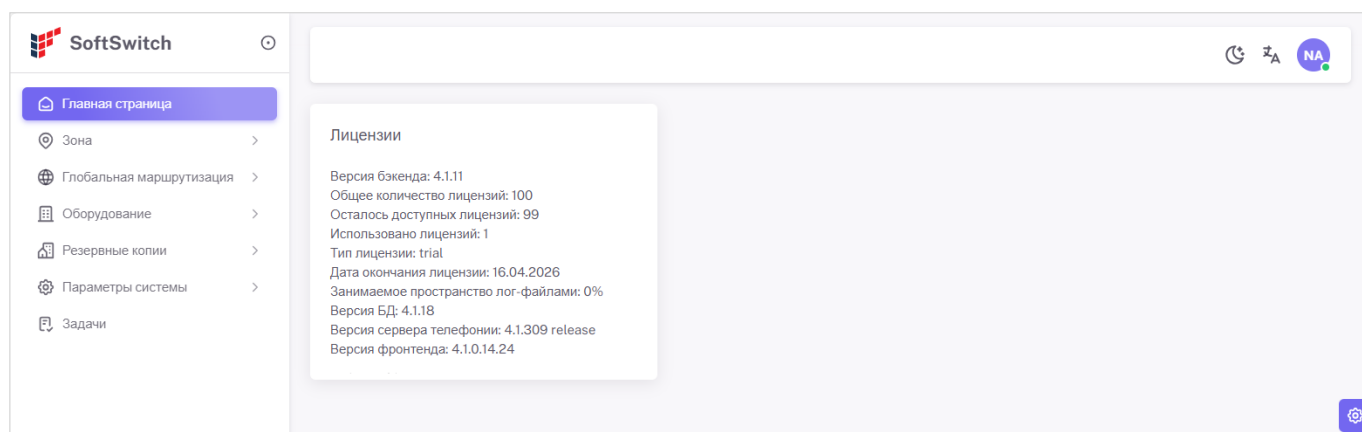 SoftSwitch
NA
Главная страница
Зона
Глобальная маршрутизация
Оборудование
Резервные копии
Параметры системы
Задачи
Лицензии
Версия бэкенда: 4.1.11
Общее количество лицензий: 100
Осталось доступных лицензий: 99
Использовано лицензий: 1
Тип лицензии: trial
Дата окончания лицензии: 16.04.2026
Занимаемое пространство лог-файлами: 0%
Версия БД: 4.1.18
Версия сервера телефонии: 4.1.309 release
Версия фронтенда: 4.1.0.14.24